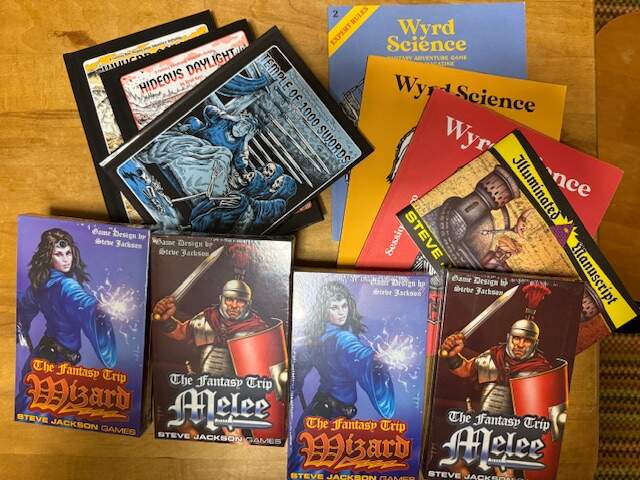 HIDEOUS DAYLIGHT
TEMPLE OF 1000 SWORDS
2
EXPERT RULES
Wyrd
Science
FANTASY ADVENTURE GAME
Wyrd Science
Wyrd Science
Illuminated
Manuscript
STEVE
Game Design by
Steve Jackson
The Fantasy Trip
Wizard
STEVE JACKSON GAMES
Game Design by
Steve Jackson
The Fantasy Trip
Melee
STEVE JACKSON GAMES
Game Design by
Steve Jackson
The Fantasy Trip
Wizard
STEVE JACKSON GAMES
Game Design by
Steve Jackson
The Fantasy Trip
Melee
STEVE JACKSON GAMES